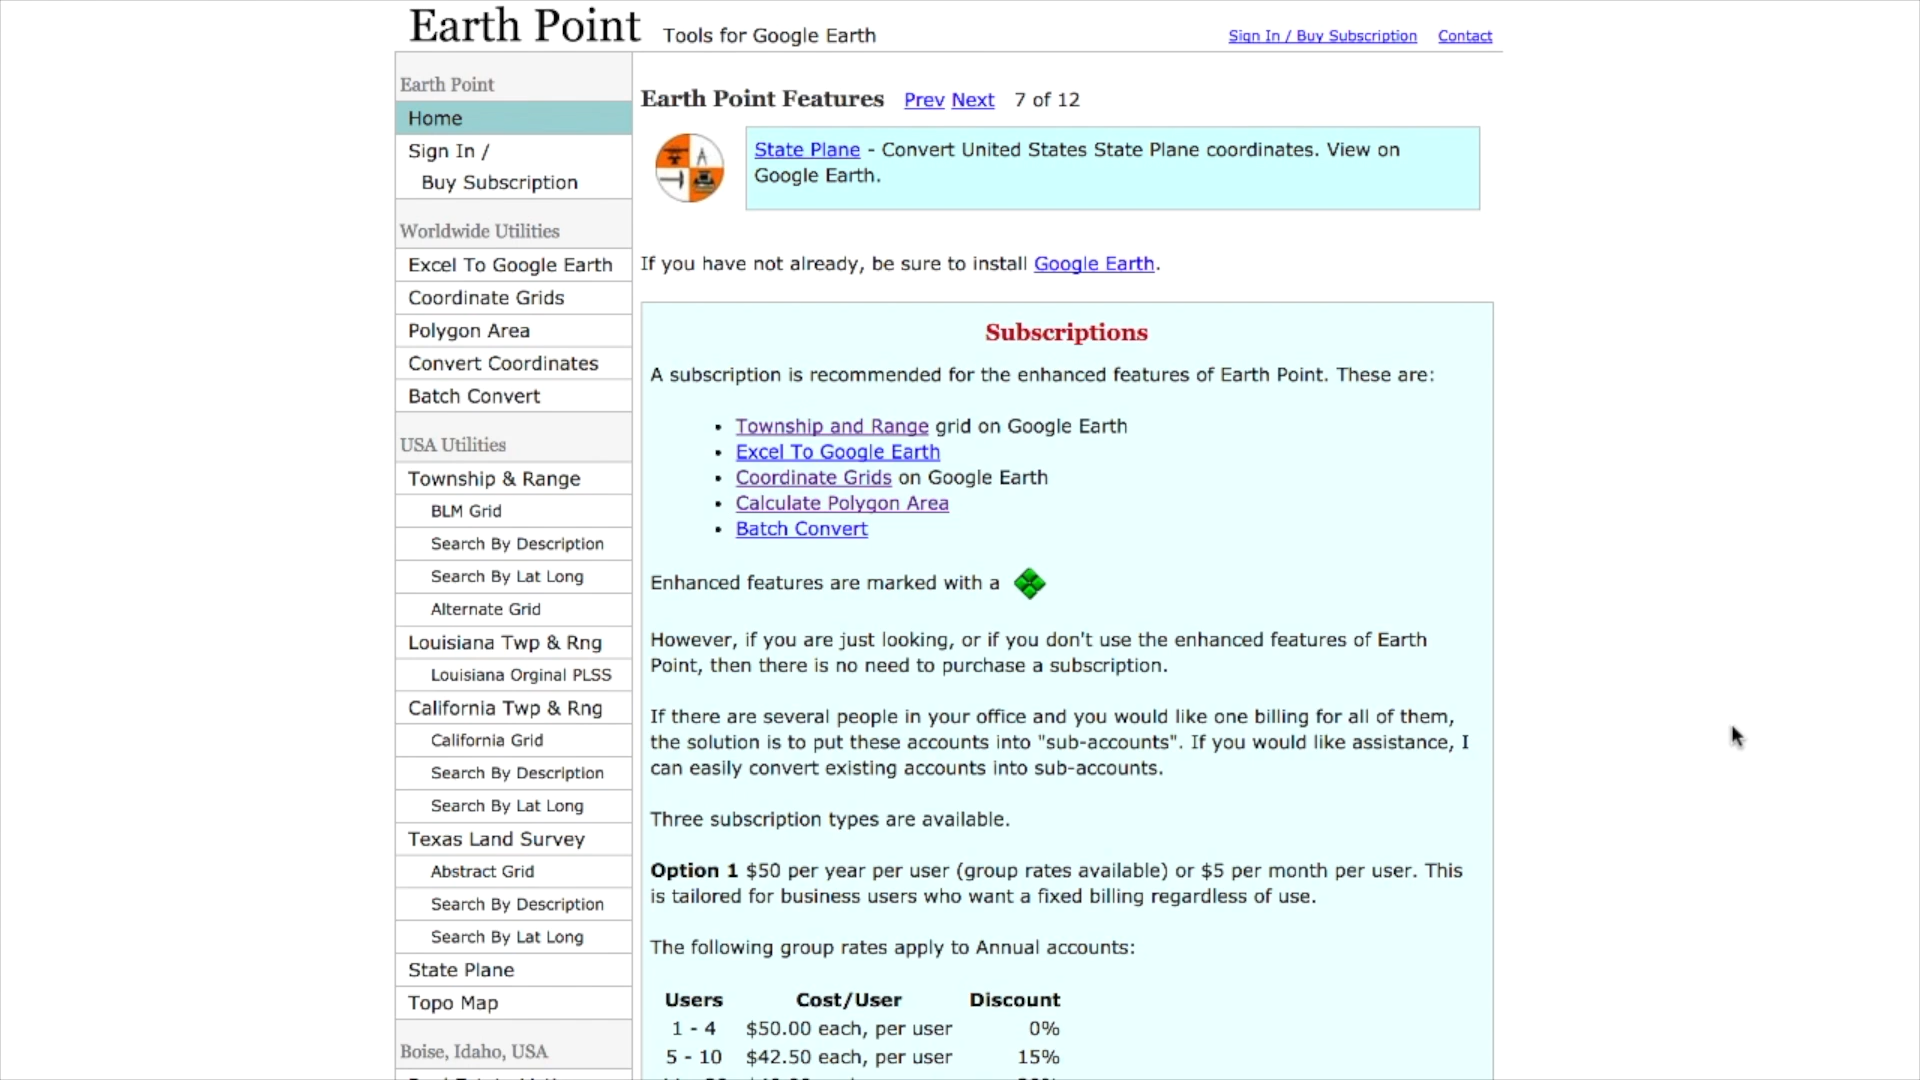 Earth Point Tools for Google Earth
Sign In / Buy Subscription Contact
Earth Point
Home
Sign In /
Buy Subscription
Worldwide Utilities
Excel To Google Earth
Coordinate Grids
Polygon Area
Convert Coordinates
Batch Convert
USA Utilities
Township & Range
BLM Grid
Search By Description
Search By Lat Long
Alternate Grid
Louisiana Twp & Rng
Louisiana Orginal PLSS
California Twp & Rng
California Grid
Search By Description
Search By Lat Long
Texas Land Survey
Abstract Grid
Search By Description
Search By Lat Long
State Plane
Topo Map
Boise, Idaho, USA
Earth Point Features Prev Next 7 of 12
State Plane - Convert United States State Plane coordinates. View on
Google Earth.
If you have not already, be sure to install Google Earth.
Subscriptions
A subscription is recommended for the enhanced features of Earth Point. These are:
• Township and Range grid on Google Earth
• Excel To Google Earth
• Coordinate Grids on Google Earth
• Calculate Polygon Area
• Batch Convert
Enhanced features are marked with a
However, if you are just looking, or if you don't use the enhanced features of Earth
Point, then there is no need to purchase a subscription.
If there are several people in your office and you would like one billing for all of them,
the solution is to put these accounts into "sub-accounts". If you would like assistance, I
can easily convert existing accounts into sub-accounts.
Three subscription types are available.
Option 1 $50 per year per user (group rates available) or $5 per month per user. This
is tailored for business users who want a fixed billing regardless of use.
The following group rates apply to Annual accounts:
Users Cost/User Discount
1 - 4 $50.00 each, per user 0%
5 - 10 $42.50 each, per user 15%